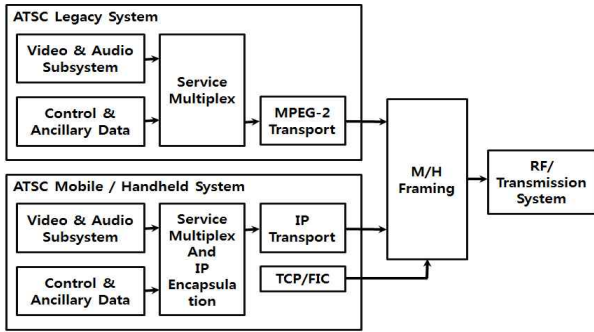 ATSC Legacy System
Video & Audio
Subsystem
Control &
Ancillary Data
Service
Multiplex
MPEG-2
Transport
ATSC Mobile / Handheld System
Video & Audio
Subsystem
Control &
Ancillary Data
Service
Multiplex
And
IP
Encapsula
tion
IP
Transport
TCP/FIC
M/H
Framing
RF/
Transmission
System